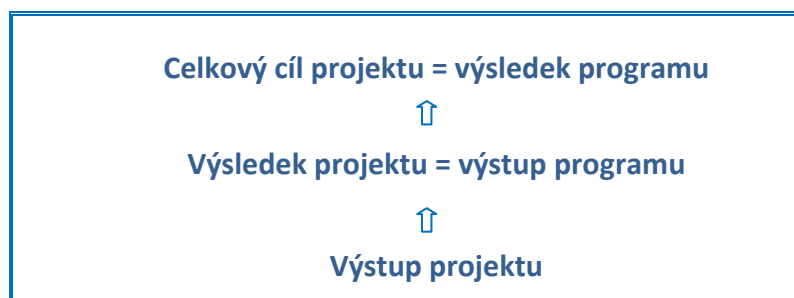 Celkový cíl projektu = výsledek programu
⇧
Výsledek projektu = výstup programu
⇧
Výstup projektu